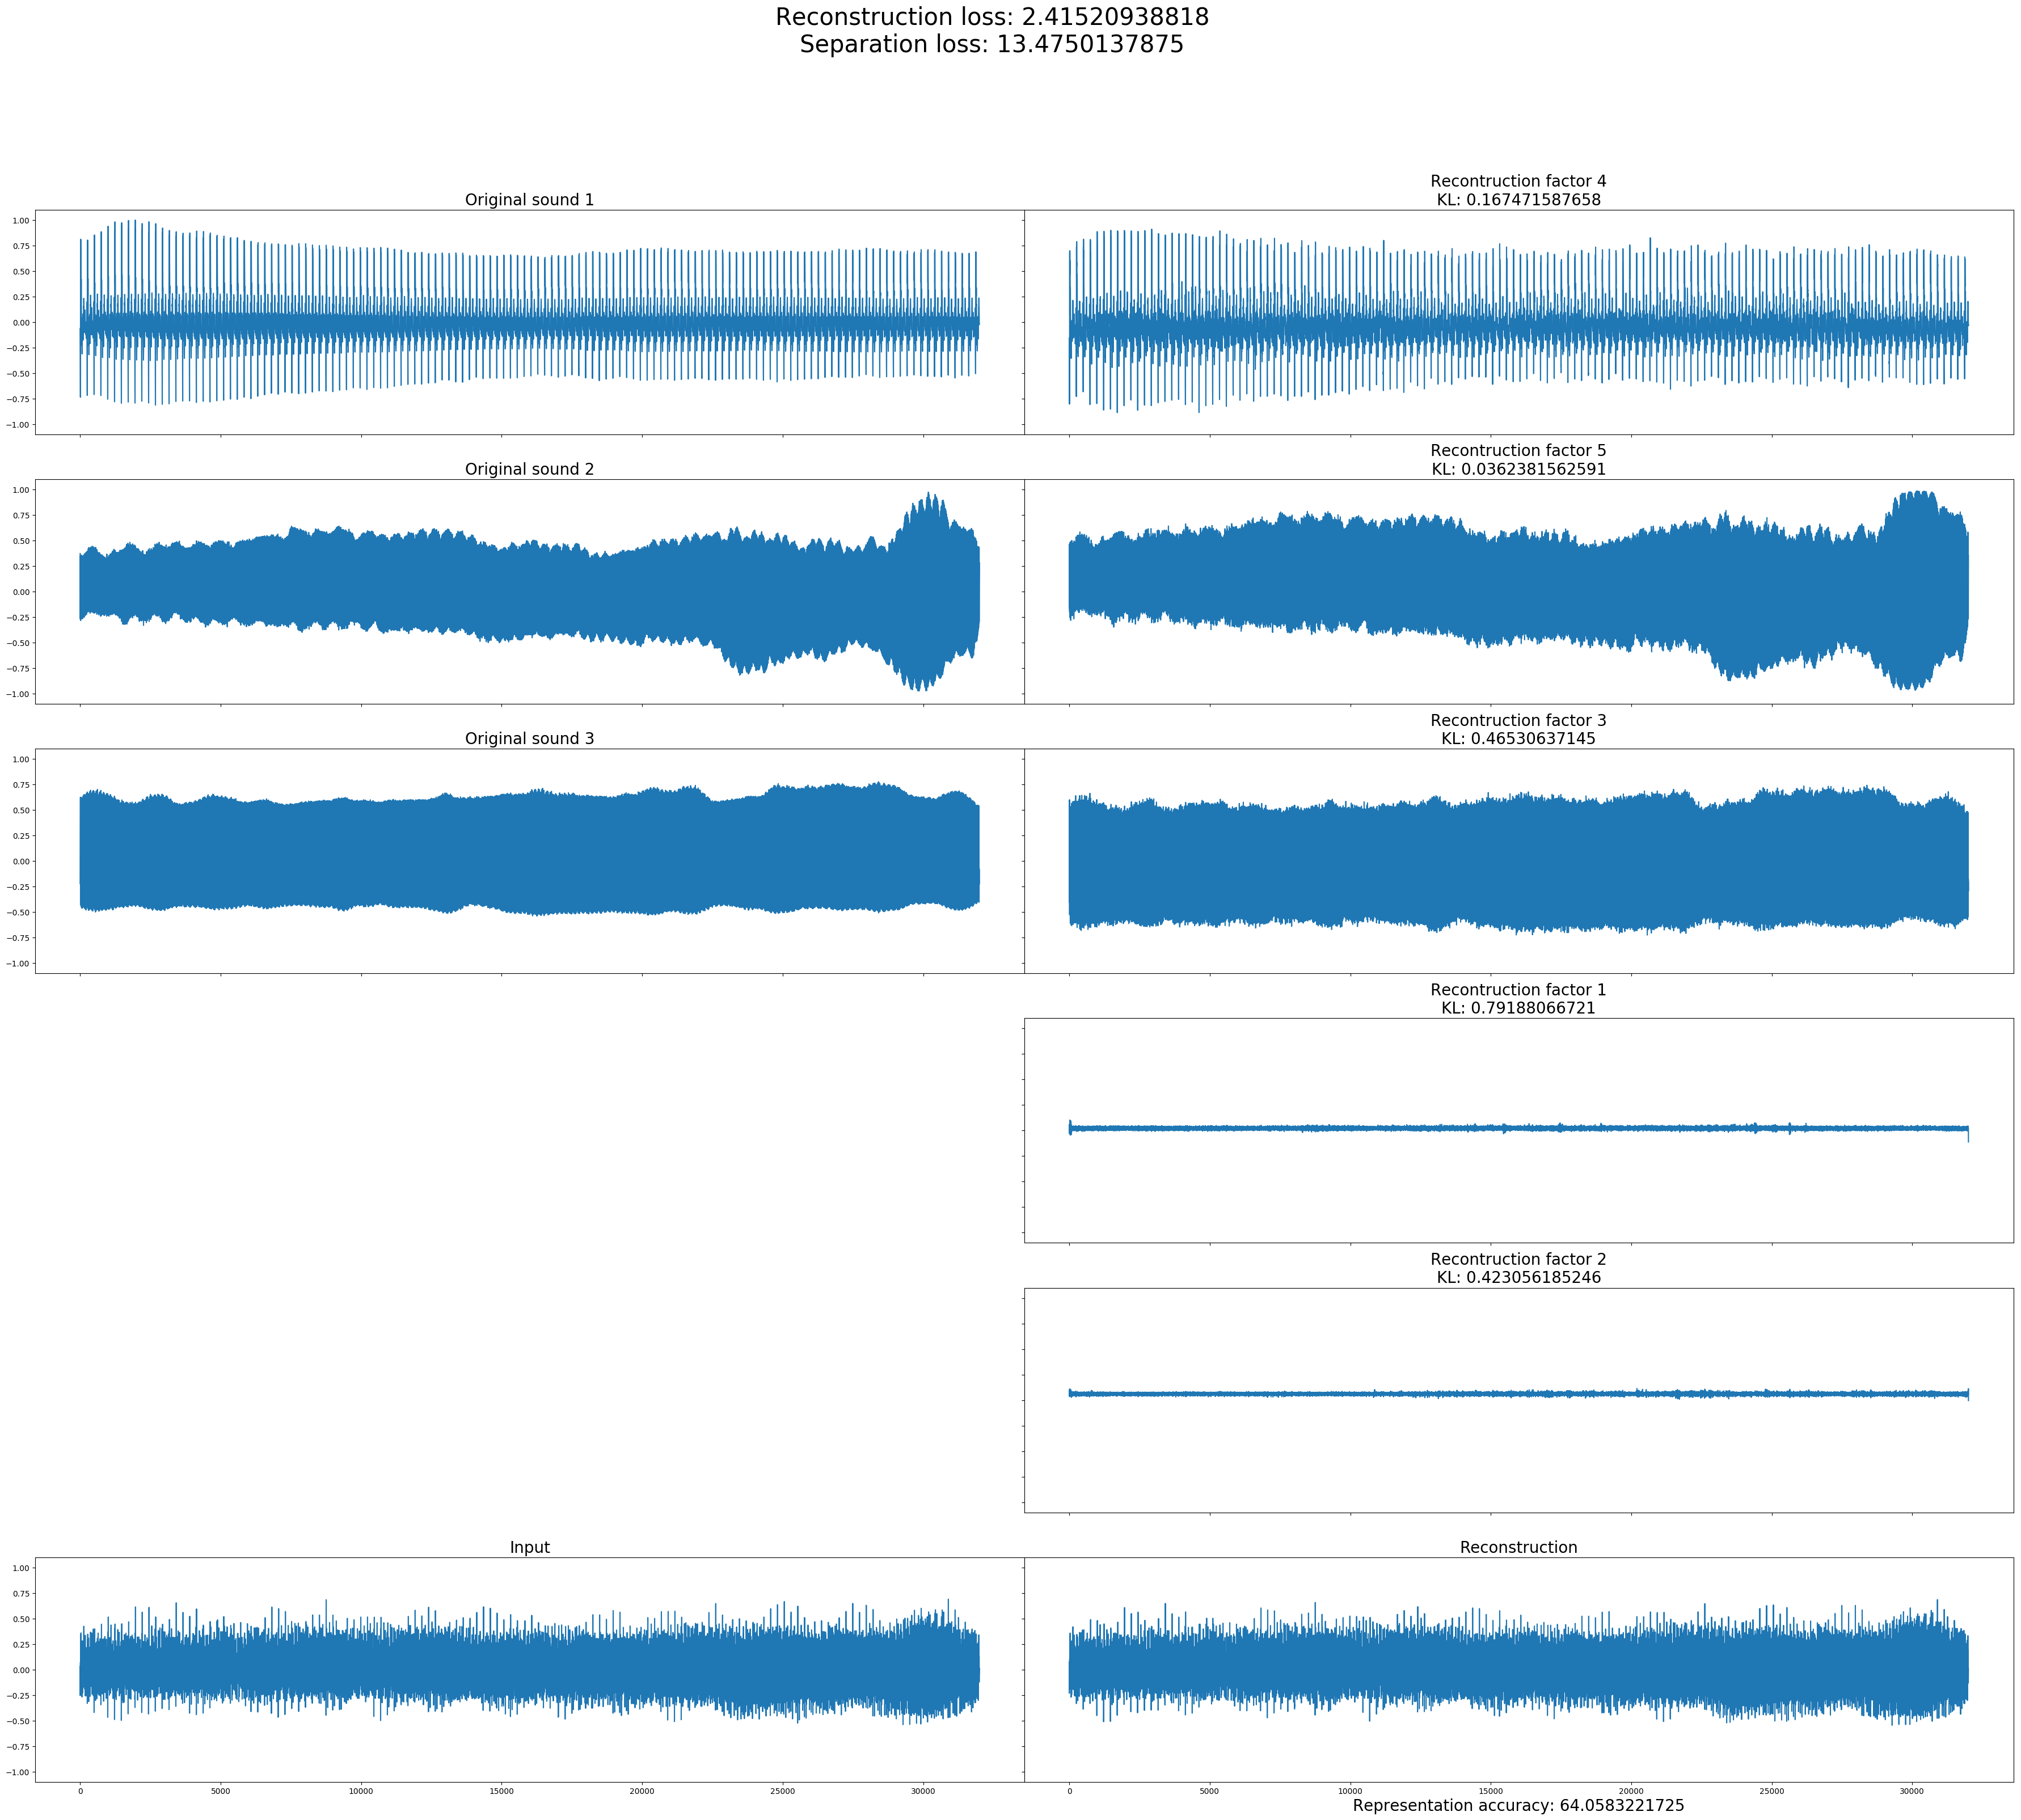 Reconstruction loss: 2.41520938818
Separation loss: 13.4750137875
Original sound 1
Recontruction factor 4
KL: 0.167471587658
1.00
0.75
0.50
0.25
0.00
−0.25
−0.50
−0.75
−1.00
Original sound 2
Recontruction factor 5
KL: 0.0362381562591
1.00
0.75
0.50
0.25
0.00
−0.25
−0.50
−0.75
−1.00
Original sound 3
Recontruction factor 3
KL: 0.46530637145
1.00
0.75
0.50
0.25
0.00
−0.25
−0.50
−0.75
−1.00
Recontruction factor 1
KL: 0.79188066721
Recontruction factor 2
KL: 0.423056185246
Input
Reconstruction
1.00
0.75
0.50
0.25
0.00
−0.25
−0.50
−0.75
−1.00
0 5000 10000 15000 20000 25000 30000
0 5000 10000 15000 20000 25000 30000
Representation accuracy: 64.0583221725